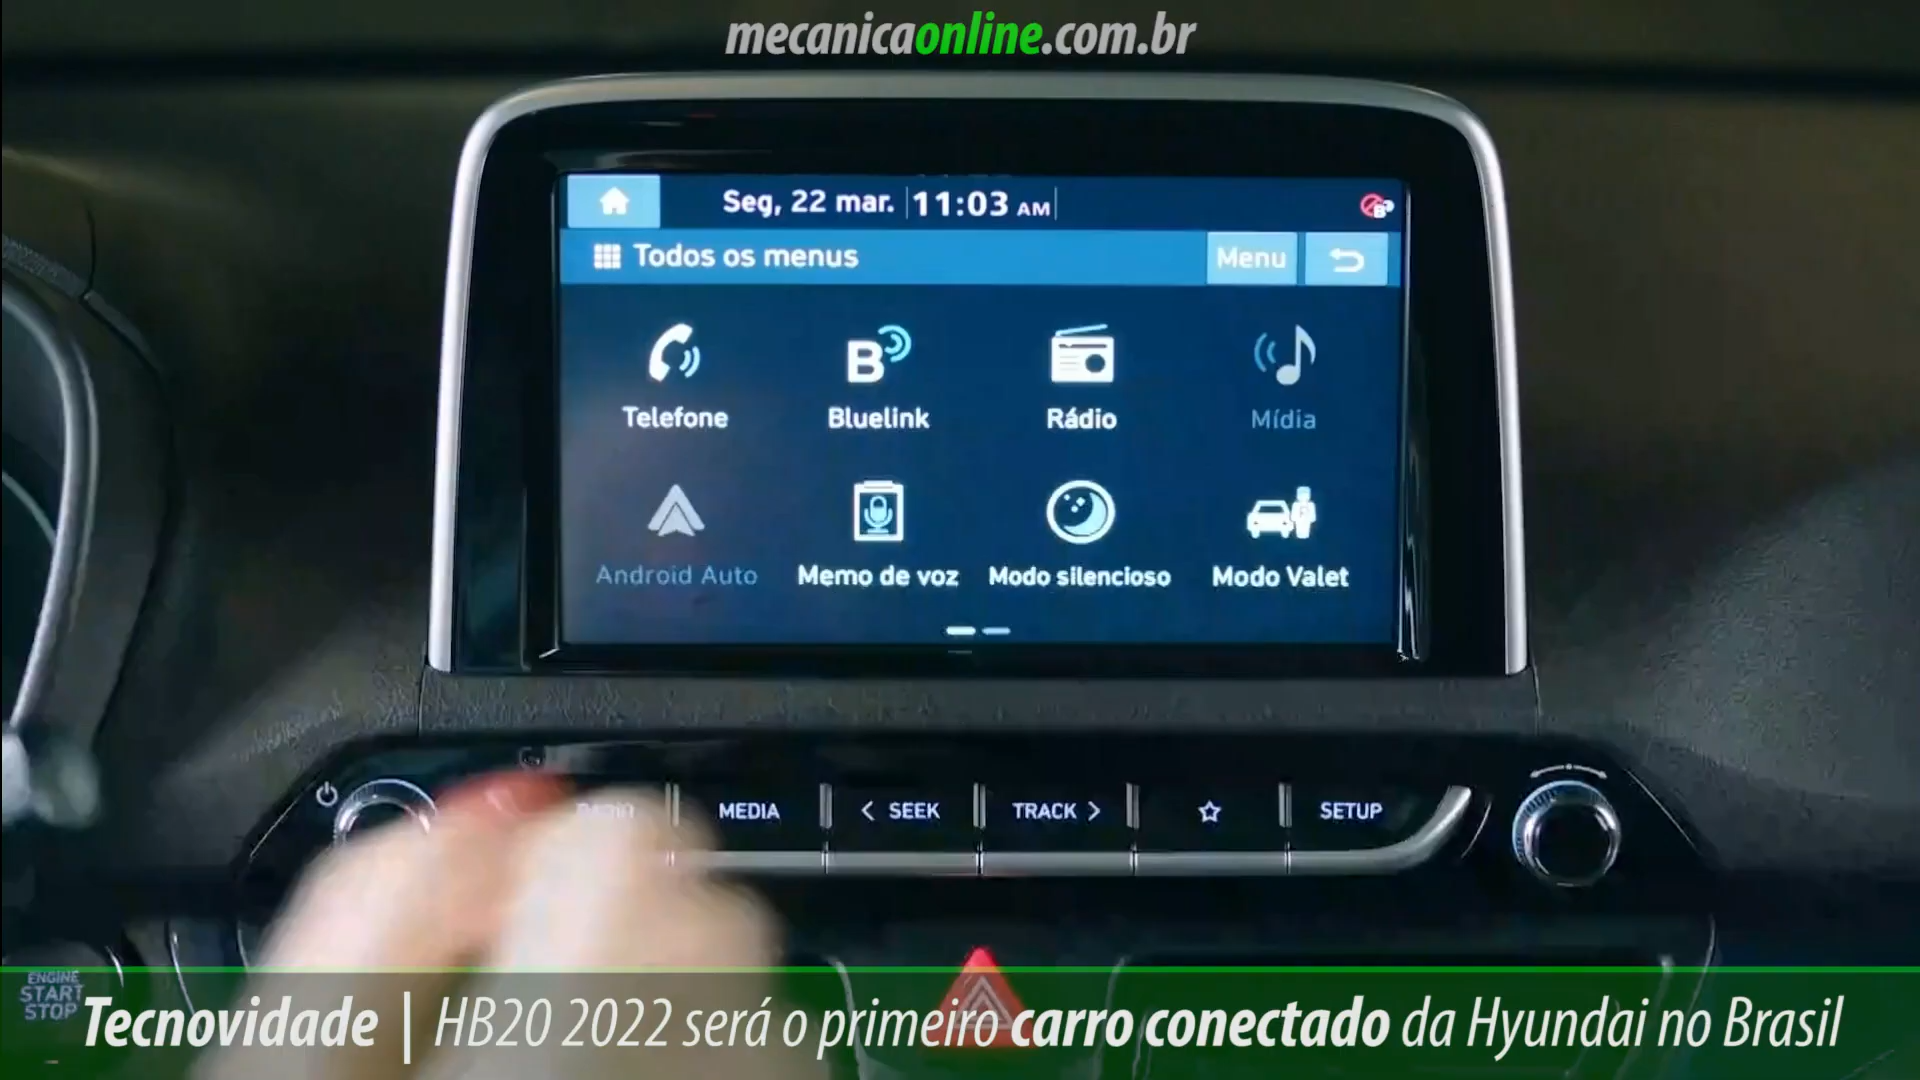 mecanicaonline.com.br
Seg, 22 mar. 11:03 AM
Todos os menus Menu
Telefone Bluelink Rádio Mídia
Android Auto Memo de voz Modo silencioso Modo Valet
RADIO MEDIA < SEEK TRACK > ☆ SETUP
ENGINE
START
STOP
Tecnovidade | HB20 2022 será o primeiro carro conectado da Hyundai no Brasil